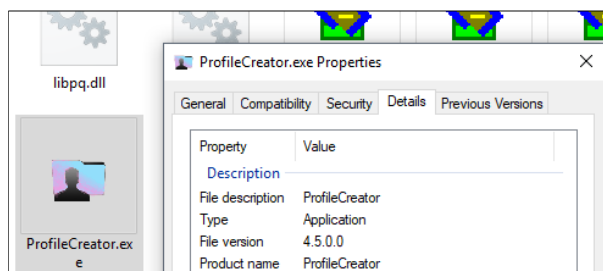 libpq.dll
ProfileCreator.ex
e
ProfileCreator.exe Properties
General Compatibility Security Details Previous Versions
Property Value
Description
File description ProfileCreator
Type Application
File version 4.5.0.0
Product name ProfileCreator